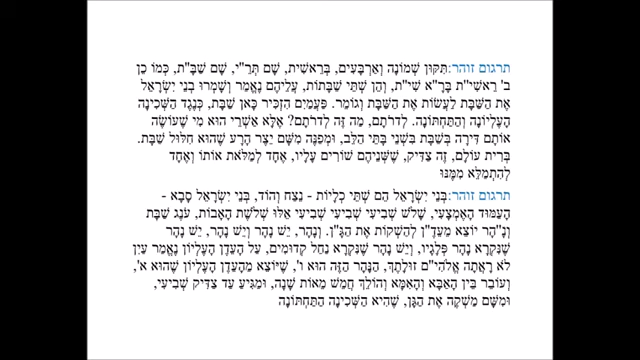 תרגום זוהר: תִּקּוּן שְׁמוֹנָה וְאַרְבָּעִים, בְּרֵאשִׁית, שָׁם תְּרֵ"י, שָׁם שַׁבָּ"ת, כְּמוֹ כֵן
ב' רֵאשִׁי"ת בָּרָ"א שִׁי"ת, וְהֵן שְׁתֵּי שַׁבָּתוֹת, עֲלֵיהֶם נֶאֱמַר וְשָׁמְרוּ בְנֵי יִשְׂרָאֵל
אֶת הַשַּׁבָּת לַעֲשׂוֹת אֶת הַשַּׁבָּת וְגוֹמֵר. פַּעֲמַיִם הִזְכִּיר כָּאן שַׁבָּת, כְּנֶגֶד הַשְּׁכִינָה
הָעֶלְיוֹנָה וְהַתַּחְתּוֹנָה. לְדֹרֹתָם, מַה זֶּה לְדֹרֹתָם? אֶלָּא אַשְׁרֵי הוּא מִי שֶׁעוֹשֶׂה
אוֹתָם דִּירָה בְּשַׁבָּת בִּשְׁנֵי בָתֵּי הַלֵּב, וּמְפַנֶּה מִשָּׁם יֵצֶר הָרָע שֶׁהוּא חִלּוּל שַׁבָּת.
בְּרִית עוֹלָם, זֶה צַדִּיק, שֶׁשְּׁנֵיהֶם שׁוֹרִים עָלָיו, אֶחָד לְמַלֹּאת אוֹתוֹ וְאֶחָד
לְהִתְמַלֵּא מִמֶּנּוּ
תרגום זוהר: בְּנֵי יִשְׂרָאֵל הֵם שְׁתֵּי כְלָיוֹת - נֵצַח וְהוֹד, בְּנֵי יִשְׂרָאֵל סָבָא -
הָעַמּוּד הָאֶמְצָעִי, שָׁלֹשׁ שְׁבִיעִי שְׁבִיעִי שְׁבִיעִי אֵלּוּ שְׁלֹשֶׁת הָאָבוֹת, עֹנֶג שַׁבָּת
וְנָ"הָר יוֹצֵא מֵעֵדֶ"ן לְהַשְׁקוֹת אֶת הַגָּ"ן. וְנָהָר, יֵשׁ נָהָר וְיֵשׁ נָהָר, יֵשׁ נָהָר
שֶׁנִּקְרָא נָהָר פְּלָגָיו, וְיֵשׁ נָהָר שֶׁנִּקְרָא נַחַל קְדוּמִים, עַל הָעֵדֶן הָעֶלְיוֹן נֶאֱמַר עַיִן
לֹא רָאֲתָה אֱלֹהִי"ם זוּלָתְךָ, הַנָּהָר הַזֶּה הוּא ו', שֶׁיּוֹצֵא מֵהָעֵדֶן הָעֶלְיוֹן שֶׁהוּא א',
וְעוֹבֵר בֵּין הָאַבָּא וְהָאִמָּא וְהוֹלֵךְ חֲמֵשׁ מֵאוֹת שָׁנָה, וּמַגִּיעַ עַד צַדִּיק שְׁבִיעִי,
וּמִשָּׁם מַשְׁקֶה אֶת הַגָּן, שֶׁהִיא הַשְּׁכִינָה הַתַּחְתּוֹנָה